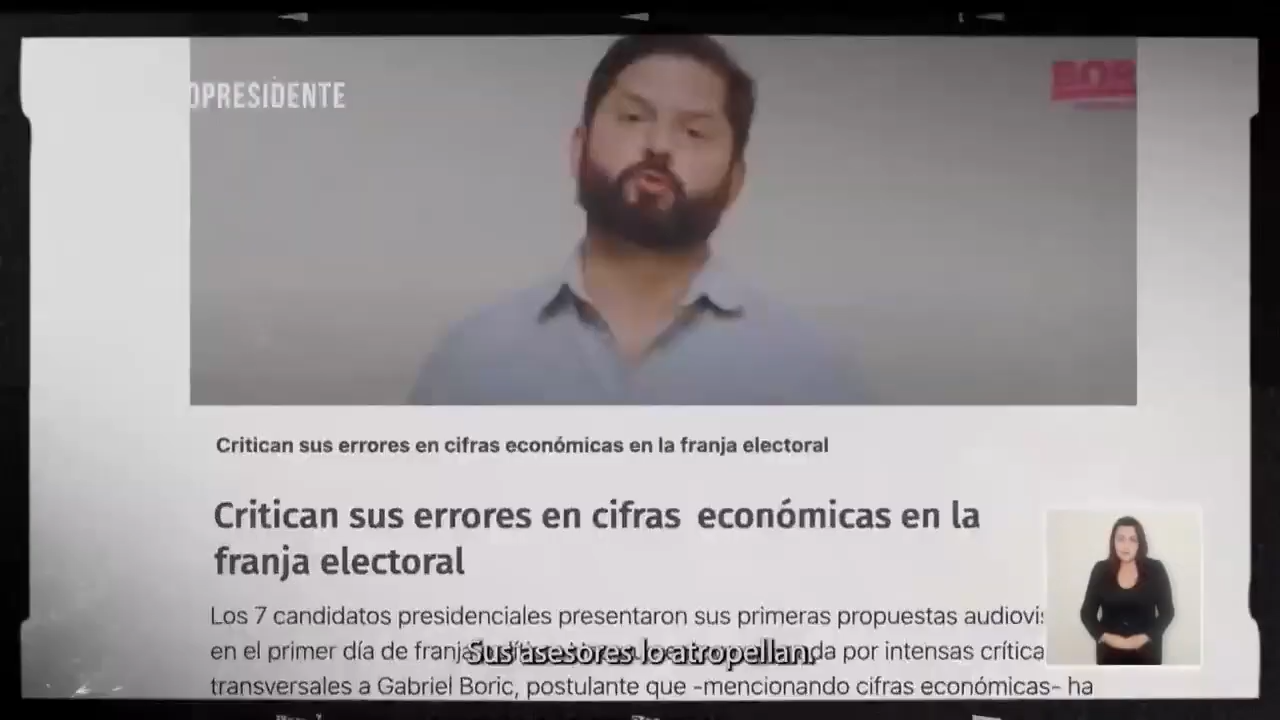 OPRESIDENTE
BOR
Critican sus errores en cifras económicas en la franja electoral
Critican sus errores en cifras económicas en la
franja electoral
Los 7 candidatos presidenciales presentaron sus primeras propuestas audiovis
en el primer día de franja da por intensas crítica
Sus asesores lo atropellan.
transversales a Gabriel Boric, postulante que -mencionando cifras económicas- ha